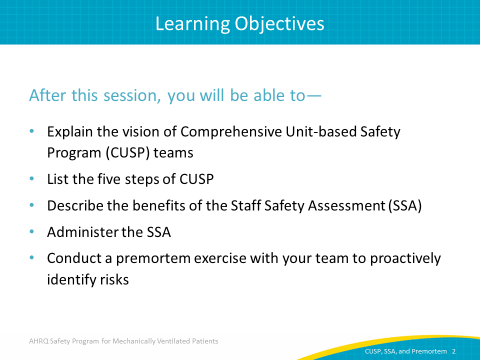 Learning Objectives
After this session, you will be able to—
• Explain the vision of Comprehensive Unit-based Safety
Program (CUSP) teams
• List the five steps of CUSP
• Describe the benefits of the Staff Safety Assessment (SSA)
• Administer the SSA
• Conduct a premortem exercise with your team to proactively
identify risks
AHRQ Safety Program for Mechanically Ventilated Patients
CUSP, SSA, and Premortem 2